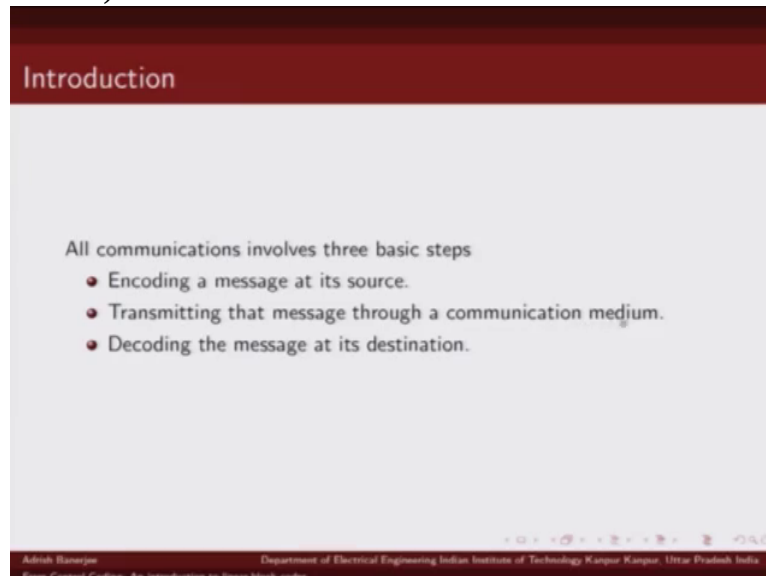 Introduction
All communications involves three basic steps
Encoding a message at its source.
Transmitting that message through a communication medium.
Decoding the message at its destination.
Adrish Banerjee Department of Electrical Engineering Indian Institute of Technology Kanpur Kanpur, Uttar Pradesh India